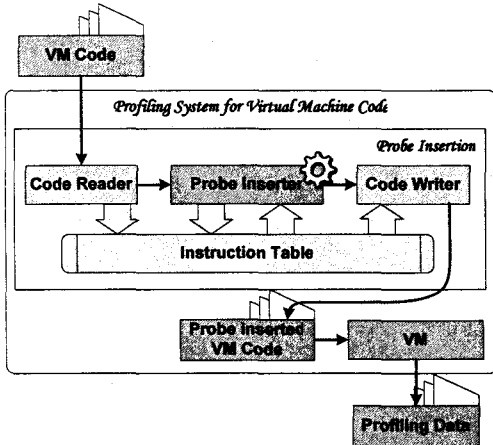 VM Code
Profiling System for Virtual Machine Code
Probe Insertion
Code Reader
Probe Inserter
Code Writer
Instruction Table
Probe Inserted
VM Code
VM
Profiling Data